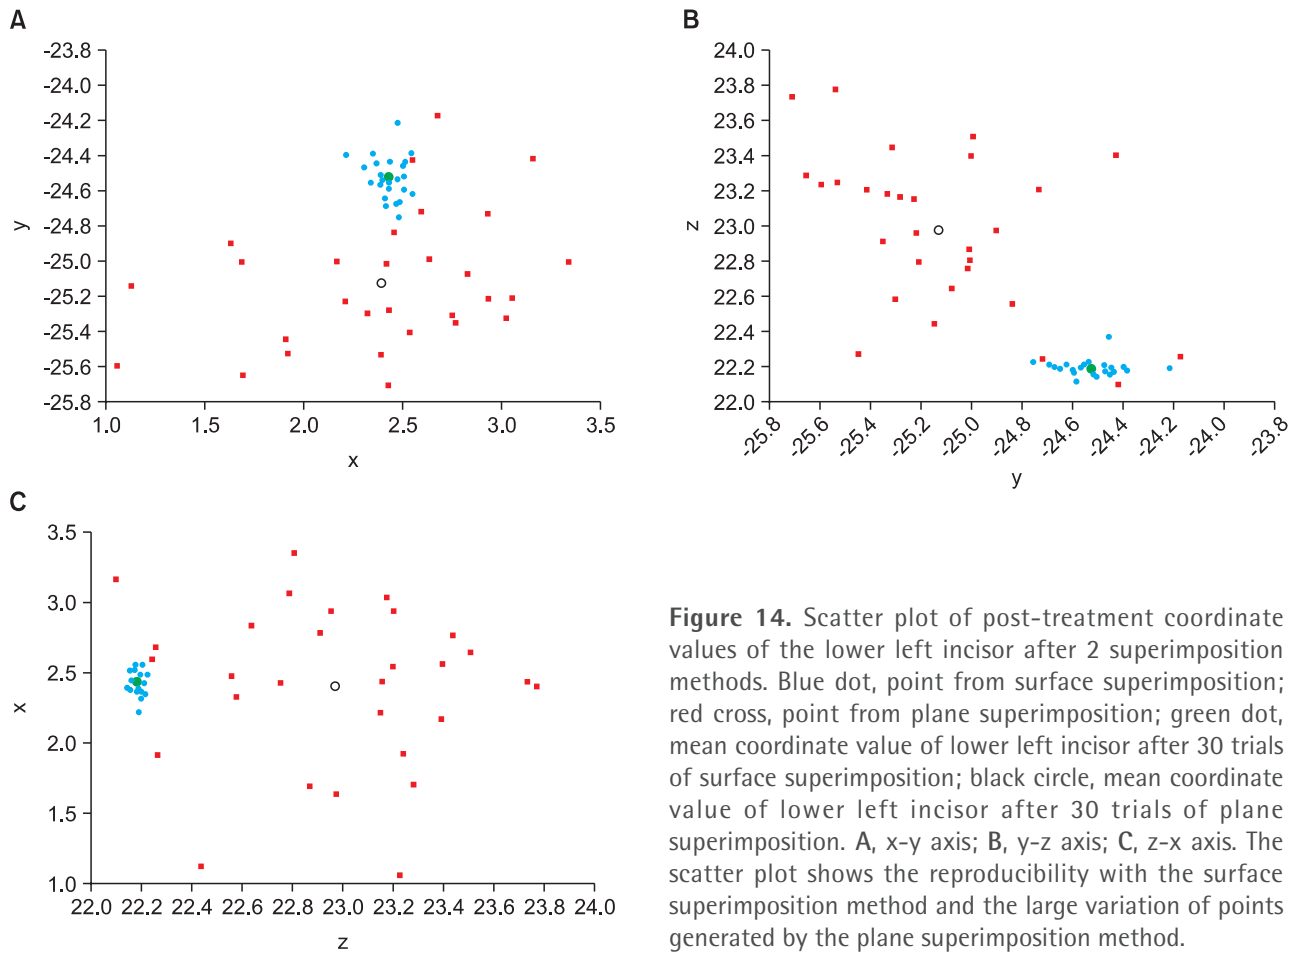 A
-23.8
-24.0
-24.2
-24.4
-24.6
-24.8
-25.0
-25.2
-25.4
-25.6
-25.8
y
1.0 1.5 2.0 2.5 3.0 3.5
x
B
24.0
23.8
23.6
23.4
23.2
23.0
22.8
22.6
22.4
22.2
22.0
z
-25.8 -25.6 -25.4 -25.2 -25.0 -24.8 -24.6 -24.4 -24.2 -24.0 -23.8
y
C
3.5
3.0
2.5
2.0
1.5
1.0
x
22.0 22.2 22.4 22.6 22.8 23.0 23.2 23.4 23.6 23.8 24.0
z
Figure 14. Scatter plot of post-treatment coordinate
values of the lower left incisor after 2 superimposition
methods. Blue dot, point from surface superimposition;
red cross, point from plane superimposition; green dot,
mean coordinate value of lower left incisor after 30 trials
of surface superimposition; black circle, mean coordinate
value of lower left incisor after 30 trials of plane
superimposition. A, x-y axis; B, y-z axis; C, z-x axis. The
scatter plot shows the reproducibility with the surface
superimposition method and the large variation of points
generated by the plane superimposition method.